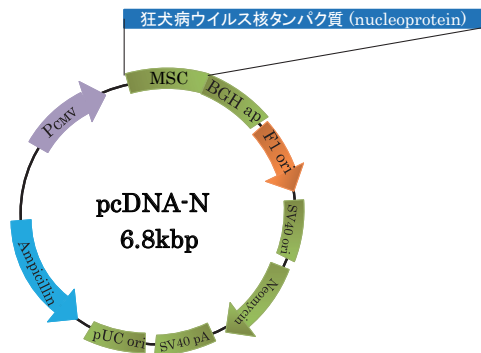 狂犬病ウイルス核タンパク質 (nucleoprotein)
MSC
BGH ap
F1 ori
SV40 ori
Neomycin
SV40 pA
pUC ori
Ampicillin
PCMV
pcDNA-N
6.8kbp